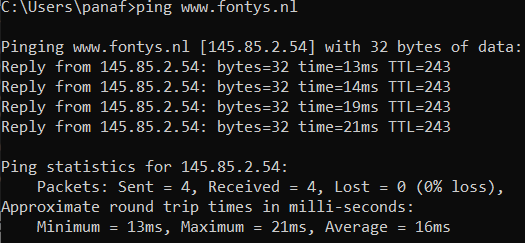 C:\Users\panaf>ping www.fontys.nl
Pinging www.fontys.nl [145.85.2.54] with 32 bytes of data:
Reply from 145.85.2.54: bytes=32 time=13ms TTL=243
Reply from 145.85.2.54: bytes=32 time=14ms TTL=243
Reply from 145.85.2.54: bytes=32 time=19ms TTL=243
Reply from 145.85.2.54: bytes=32 time=21ms TTL=243
Ping statistics for 145.85.2.54:
    Packets: Sent = 4, Received = 4, Lost = 0 (0% loss),
Approximate round trip times in milli-seconds:
    Minimum = 13ms, Maximum = 21ms, Average = 16ms